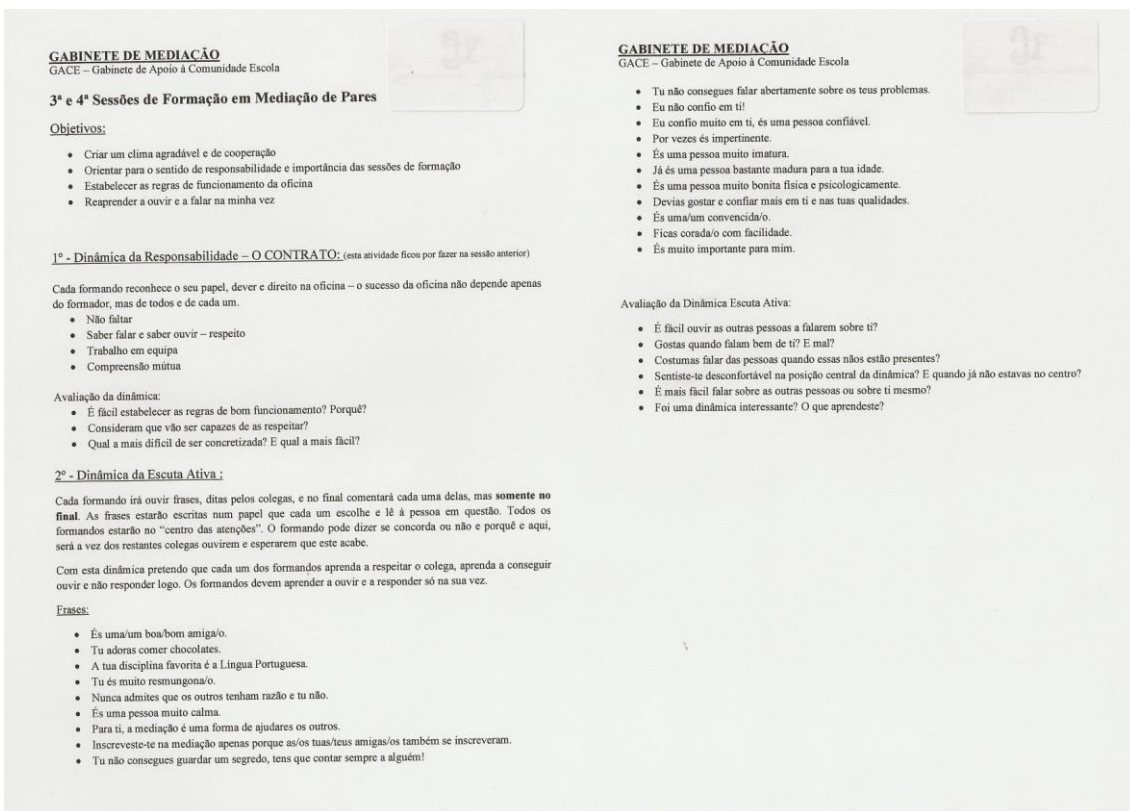 GABINETE DE MEDIAÇÃO
GACE – Gabinete de Apoio à Comunidade Escola
3ª e 4ª Sessões de Formação em Mediação de Pares
Objetivos:
• Criar um clima agradável e de cooperação
• Orientar para o sentido de responsabilidade e importância das sessões de formação
• Estabelecer as regras de funcionamento da oficina
• Reaprender a ouvir e a falar na minha vez
1º - Dinâmica da Responsabilidade – O CONTRATO: (esta atividade ficou por fazer na sessão anterior)
Cada formando reconhece o seu papel, dever e direito na oficina – o sucesso da oficina não depende apenas
do formador, mas de todos e de cada um.
• Não faltar
• Saber falar e saber ouvir – respeito
• Trabalho em equipa
• Compreensão mútua
Avaliação da dinâmica:
• É fácil estabelecer as regras de bom funcionamento? Porquê?
• Consideram que vão ser capazes de as respeitar?
• Qual a mais difícil de ser concretizada? E qual a mais fácil?
2º - Dinâmica da Escuta Ativa :
Cada formando irá ouvir frases, ditas pelos colegas, e no final comentará cada uma delas, mas somente no
final. As frases estarão escritas num papel que cada um escolhe e lê à pessoa em questão. Todos os
formandos estarão no “centro das atenções”. O formando pode dizer se concorda ou não e porquê e aqui,
será a vez dos restantes colegas ouvirem e esperarem que este acabe.
Com esta dinâmica pretendo que cada um dos formandos aprenda a respeitar o colega, aprenda a conseguir
ouvir e não responder logo. Os formandos devem aprender a ouvir e a responder só na sua vez.
Frases:
• És uma/um boa/bom amiga/o.
• Tu adoras comer chocolates.
• A tua disciplina favorita é a Língua Portuguesa.
• Tu és muito resmungona/o.
• Nunca admites que os outros tenham razão e tu não.
• És uma pessoa muito calma.
• Para ti, a mediação é uma forma de ajudares os outros.
• Inscreveste-te na mediação apenas porque as/os tuas/teus amigas/os também se inscreveram.
• Tu não consegues guardar um segredo, tens que contar sempre a alguém!
GABINETE DE MEDIAÇÃO
GACE – Gabinete de Apoio à Comunidade Escola
• Tu não consegues falar abertamente sobre os teus problemas.
• Eu não confio em ti!
• Eu confio muito em ti, és uma pessoa confiável.
• Por vezes és impertinente.
• És uma pessoa muito imatura.
• Já és uma pessoa bastante madura para a tua idade.
• És uma pessoa muito bonita física e psicologicamente.
• Devias gostar e confiar mais em ti e nas tuas qualidades.
• És uma/um convencida/o.
• Ficas corada/o com facilidade.
• És muito importante para mim.
Avaliação da Dinâmica Escuta Ativa:
• É fácil ouvir as outras pessoas a falarem sobre ti?
• Gostas quando falam bem de ti? E mal?
• Costumas falar das pessoas quando essas nãos estão presentes?
• Sentiste-te desconfortável na posição central da dinâmica? E quando já não estavas no centro?
• É mais fácil falar sobre as outras pessoas ou sobre ti mesmo?
• Foi uma dinâmica interessante? O que aprendeste?